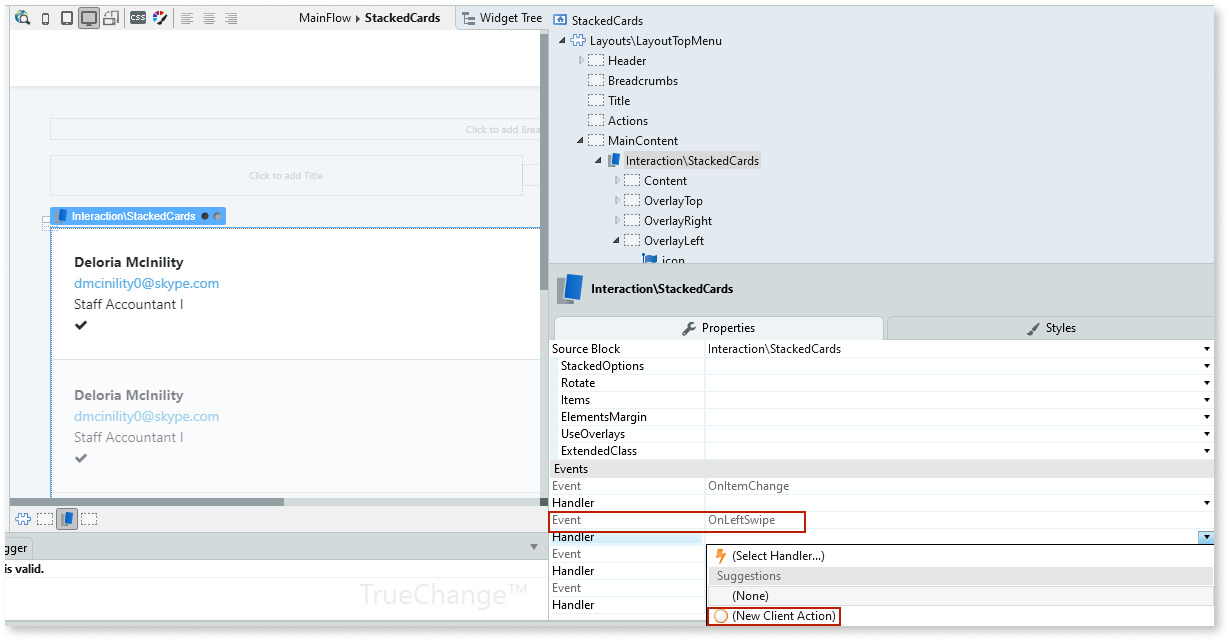 CSS
MainFlow ▸ StackedCards
Widget Tree
StackedCards
Layouts\LayoutTopMenu
Header
Breadcrumbs
Title
Actions
MainContent
Interaction\StackedCards
Content
OverlayTop
OverlayRight
OverlayLeft
icon
Click to add Brea
Click to add Title
Interaction\StackedCards
Deloria McInility
dmcinility0@skype.com
Staff Accountant I
Deloria McInility
dmcinility0@skype.com
Staff Accountant I
gger
is valid.
TrueChange™
Interaction\StackedCards
Properties
Styles
Source Block Interaction\StackedCards
StackedOptions
Rotate
Items
ElementsMargin
UseOverlays
ExtendedClass
Events
Event OnItemChange
Handler
Event OnLeftSwipe
Handler
Event
Handler
Event
Handler
(Select Handler...)
Suggestions
(None)
(New Client Action)